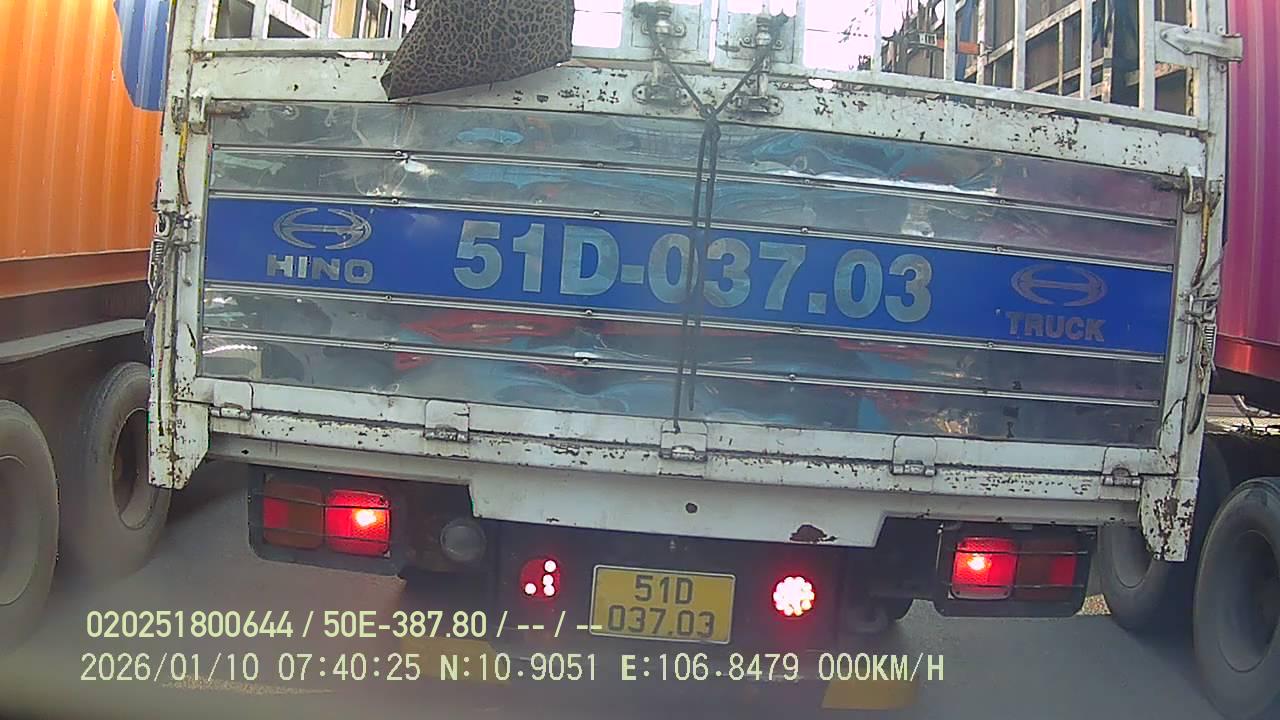 HINO
51D-037.03
TRUCK
51D
037.03
020251800644 / 50E-387.80 / -- / --
2026/01/10 07:40:25 N:10.9051 E:106.8479 000KM/H